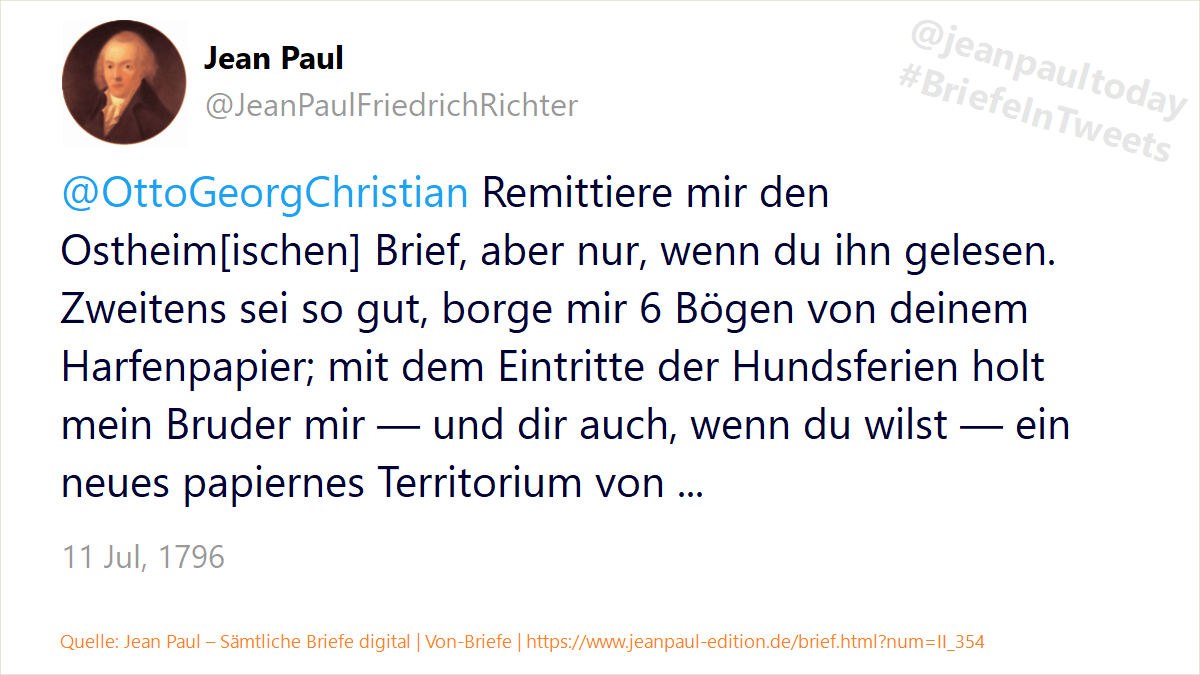 Jean Paul
@JeanPaulFriedrichRichter
@jeanpaultoday
#BriefeInTweets
@OttoGeorgChristian Remittiere mir den
Ostheim[ischen] Brief, aber nur, wenn du ihn gelesen.
Zweitens sei so gut, borge mir 6 Bögen von deinem
Harfenpapier; mit dem Eintritte der Hundsferien holt
mein Bruder mir — und dir auch, wenn du wilst — ein
neues papiernes Territorium von ...
11 Jul, 1796
Quelle: Jean Paul – Sämtliche Briefe digital | Von-Briefe | https://www.jeanpaul-edition.de/brief.html?num=II_354